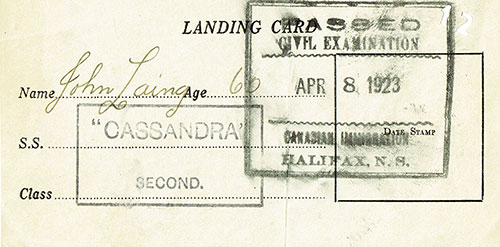 LANDING CARD
PASSED
CIVIL EXAMINATION
APR 8 1923
CANADIAN IMMIGRATION
HALIFAX, N.S.
Name John Laing Age 60
Date Stamp
S.S. "CASSANDRA"
Class SECOND.